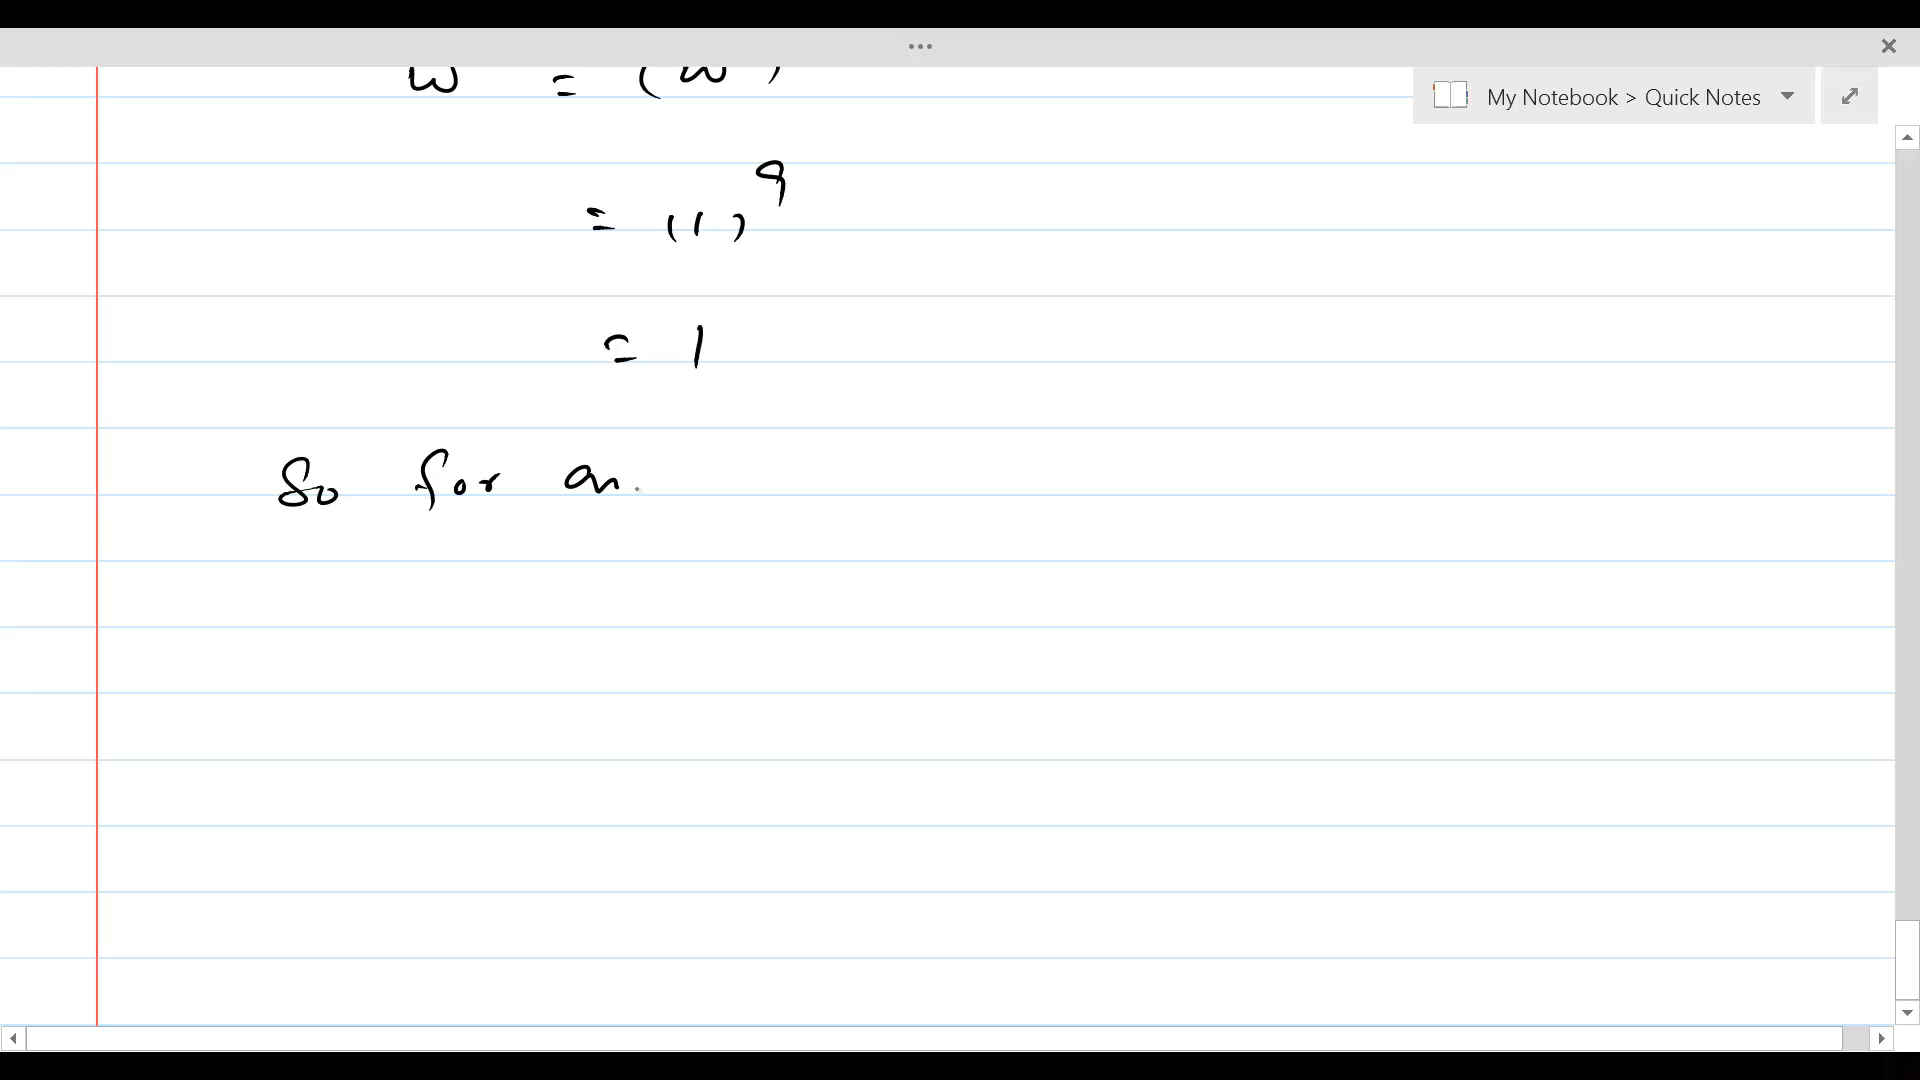 ...
ω = (ω )
My Notebook > Quick Notes
= (1)^9
= 1
So for an